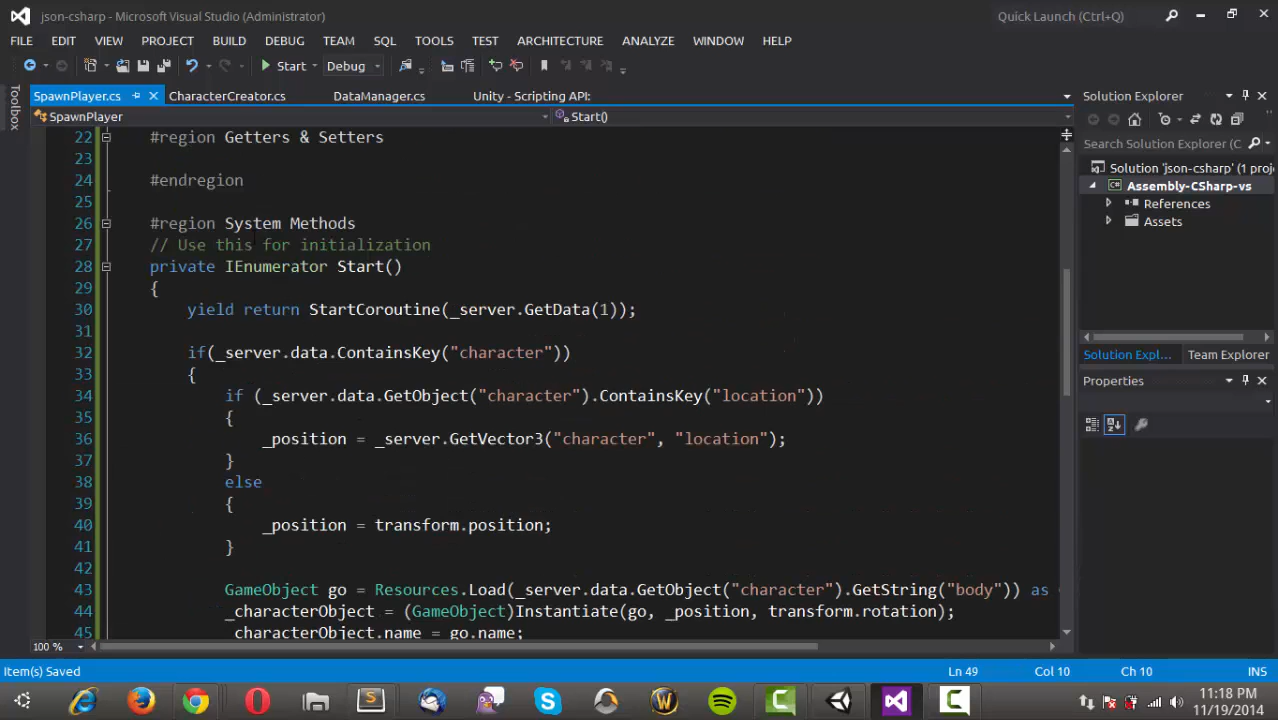 json-csharp - Microsoft Visual Studio (Administrator)
Quick Launch (Ctrl+Q)
FILE EDIT VIEW PROJECT BUILD DEBUG TEAM SQL TOOLS TEST ARCHITECTURE ANALYZE WINDOW HELP
Start Debug
Toolbox
SpawnPlayer.cs CharacterCreator.cs DataManager.cs Unity - Scripting API:
SpawnPlayer Start()
22 #region Getters & Setters
23
24 #endregion
25
26 #region System Methods
27 // Use this for initialization
28 private IEnumerator Start()
29 {
30 yield return StartCoroutine(_server.GetData(1));
31
32 if(_server.data.ContainsKey("character"))
33 {
34 if (_server.data.GetObject("character").ContainsKey("location"))
35 {
36 _position = _server.GetVector3("character", "location");
37 }
38 else
39 {
40 _position = transform.position;
41 }
42
43 GameObject go = Resources.Load(_server.data.GetObject("character").GetString("body")) as
44 _characterObject = (GameObject)Instantiate(go, _position, transform.rotation);
45 _characterObject.name = go.name;
100 %
Solution Explorer
Search Solution Explorer (C
Solution 'json-csharp' (1 proj
Assembly-CSharp-vs
References
Assets
Solution Expl... Team Explorer
Properties
Item(s) Saved Ln 49 Col 10 Ch 10 INS
11:18 PM
11/19/2014